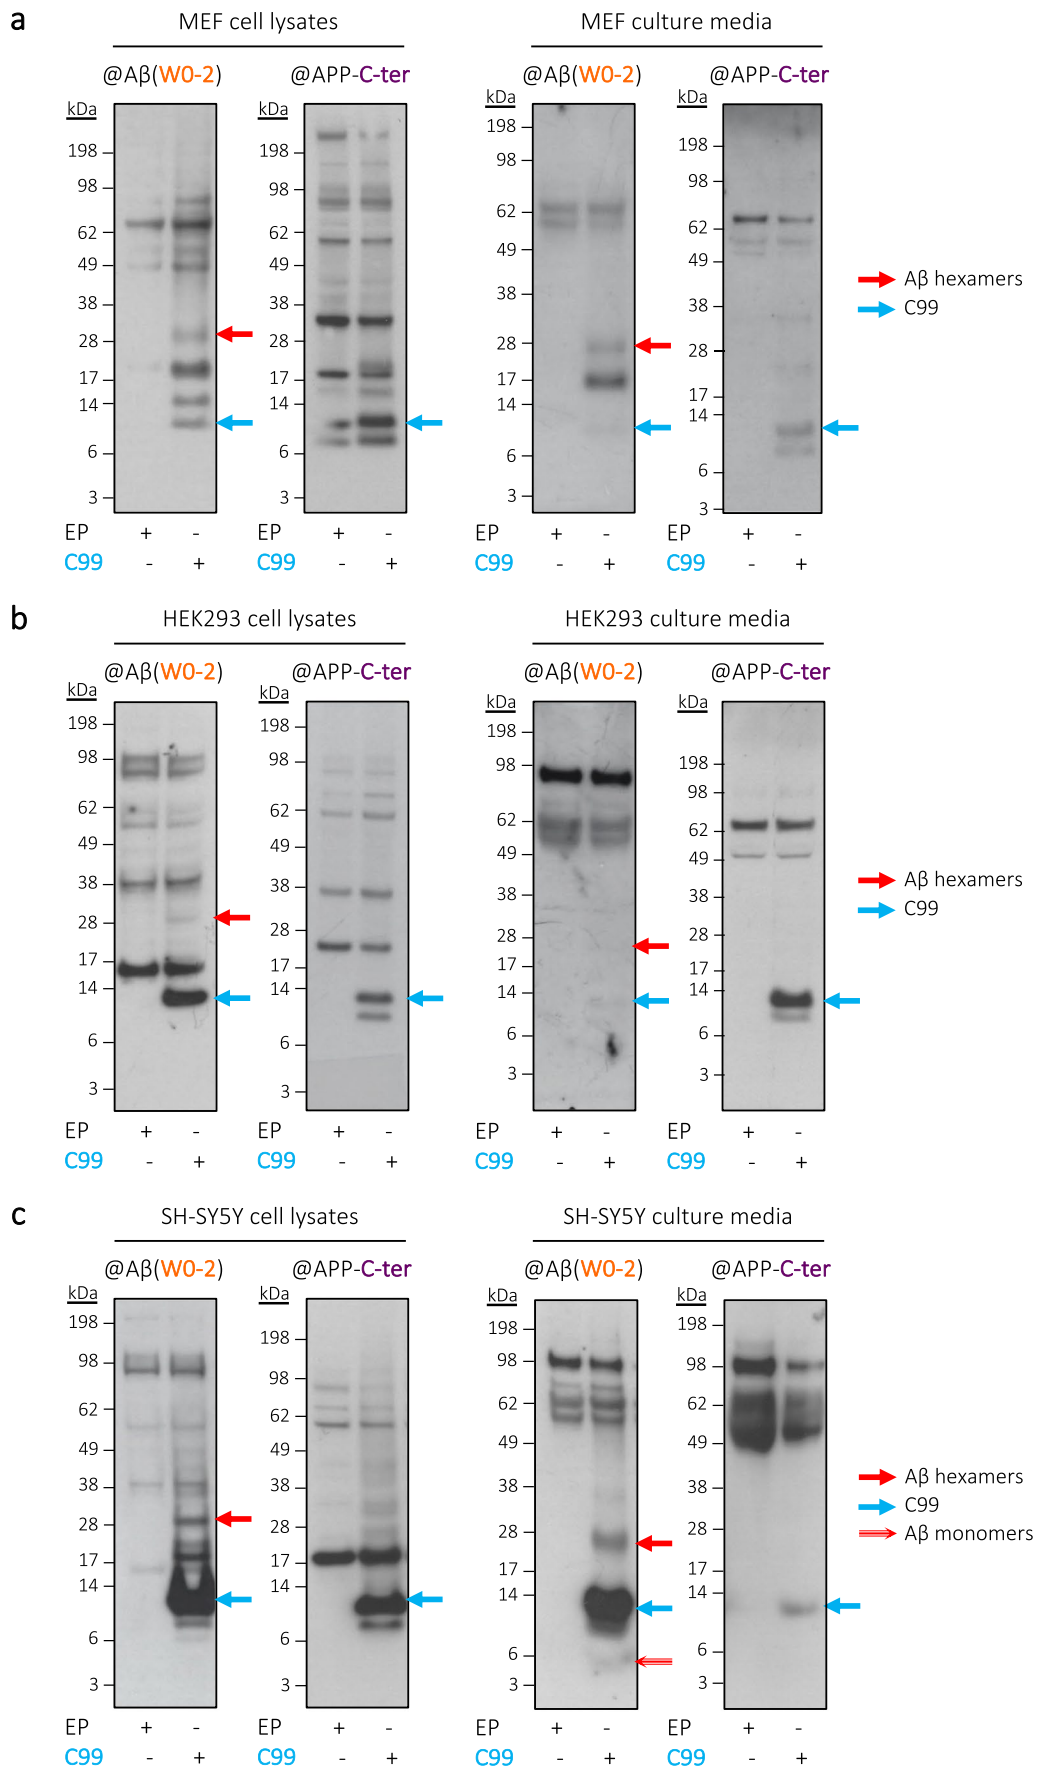 a
MEF cell lysates
MEF culture media
@Aβ(W0-2)
@APP-C-ter
@Aβ(W0-2)
@APP-C-ter
kDa
198
98
62
49
38
28
17
14
6
3
kDa
198
98
62
49
38
28
17
14
6
3
kDa
198
98
62
49
38
28
17
14
6
3
kDa
198
98
62
49
38
28
17
14
6
3
Aβ hexamers
C99
EP + -
C99 - +
EP + -
C99 - +
EP + -
C99 - +
EP + -
C99 - +
b
HEK293 cell lysates
HEK293 culture media
@Aβ(W0-2)
@APP-C-ter
@Aβ(W0-2)
@APP-C-ter
kDa
198
98
62
49
38
28
17
14
6
3
kDa
198
98
62
49
38
28
17
14
6
3
kDa
198
98
62
49
38
28
17
14
6
3
kDa
198
98
62
49
38
28
17
14
6
3
Aβ hexamers
C99
EP + -
C99 - +
EP + -
C99 - +
EP + -
C99 - +
EP + -
C99 - +
c
SH-SY5Y cell lysates
SH-SY5Y culture media
@Aβ(W0-2)
@APP-C-ter
@Aβ(W0-2)
@APP-C-ter
kDa
198
98
62
49
38
28
17
14
6
3
kDa
198
98
62
49
38
28
17
14
6
3
kDa
198
98
62
49
38
28
17
14
6
3
kDa
198
98
62
49
38
28
17
14
6
3
Aβ hexamers
C99
Aβ monomers
EP + -
C99 - +
EP + -
C99 - +
EP + -
C99 - +
EP + -
C99 - +